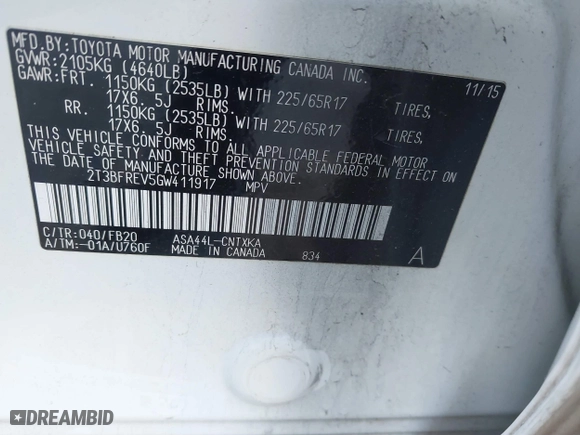 MFD.BY:TOYOTA MOTOR MANUFACTURING CANADA INC.
GVWR:2105KG (4640LB) 11/15
GAWR:FRT. 1150KG (2535LB) WITH 225/65R17 TIRES,
17X6.5J RIMS.
RR. 1150KG (2535LB) WITH 225/65R17 TIRES,
17X6.5J RIMS.
THIS VEHICLE CONFORMS TO ALL APPLICABLE FEDERAL MOTOR
VEHICLE SAFETY AND THEFT PREVENTION STANDARDS IN EFFECT ON
THE DATE OF MANUFACTURE SHOWN ABOVE.
2T3BFREV5GW411917 MPV
C/TR:040/FB20 ASA44L-CNTXKA
A/TM:-01A/U760F MADE IN CANADA 834 A
DREAMBID